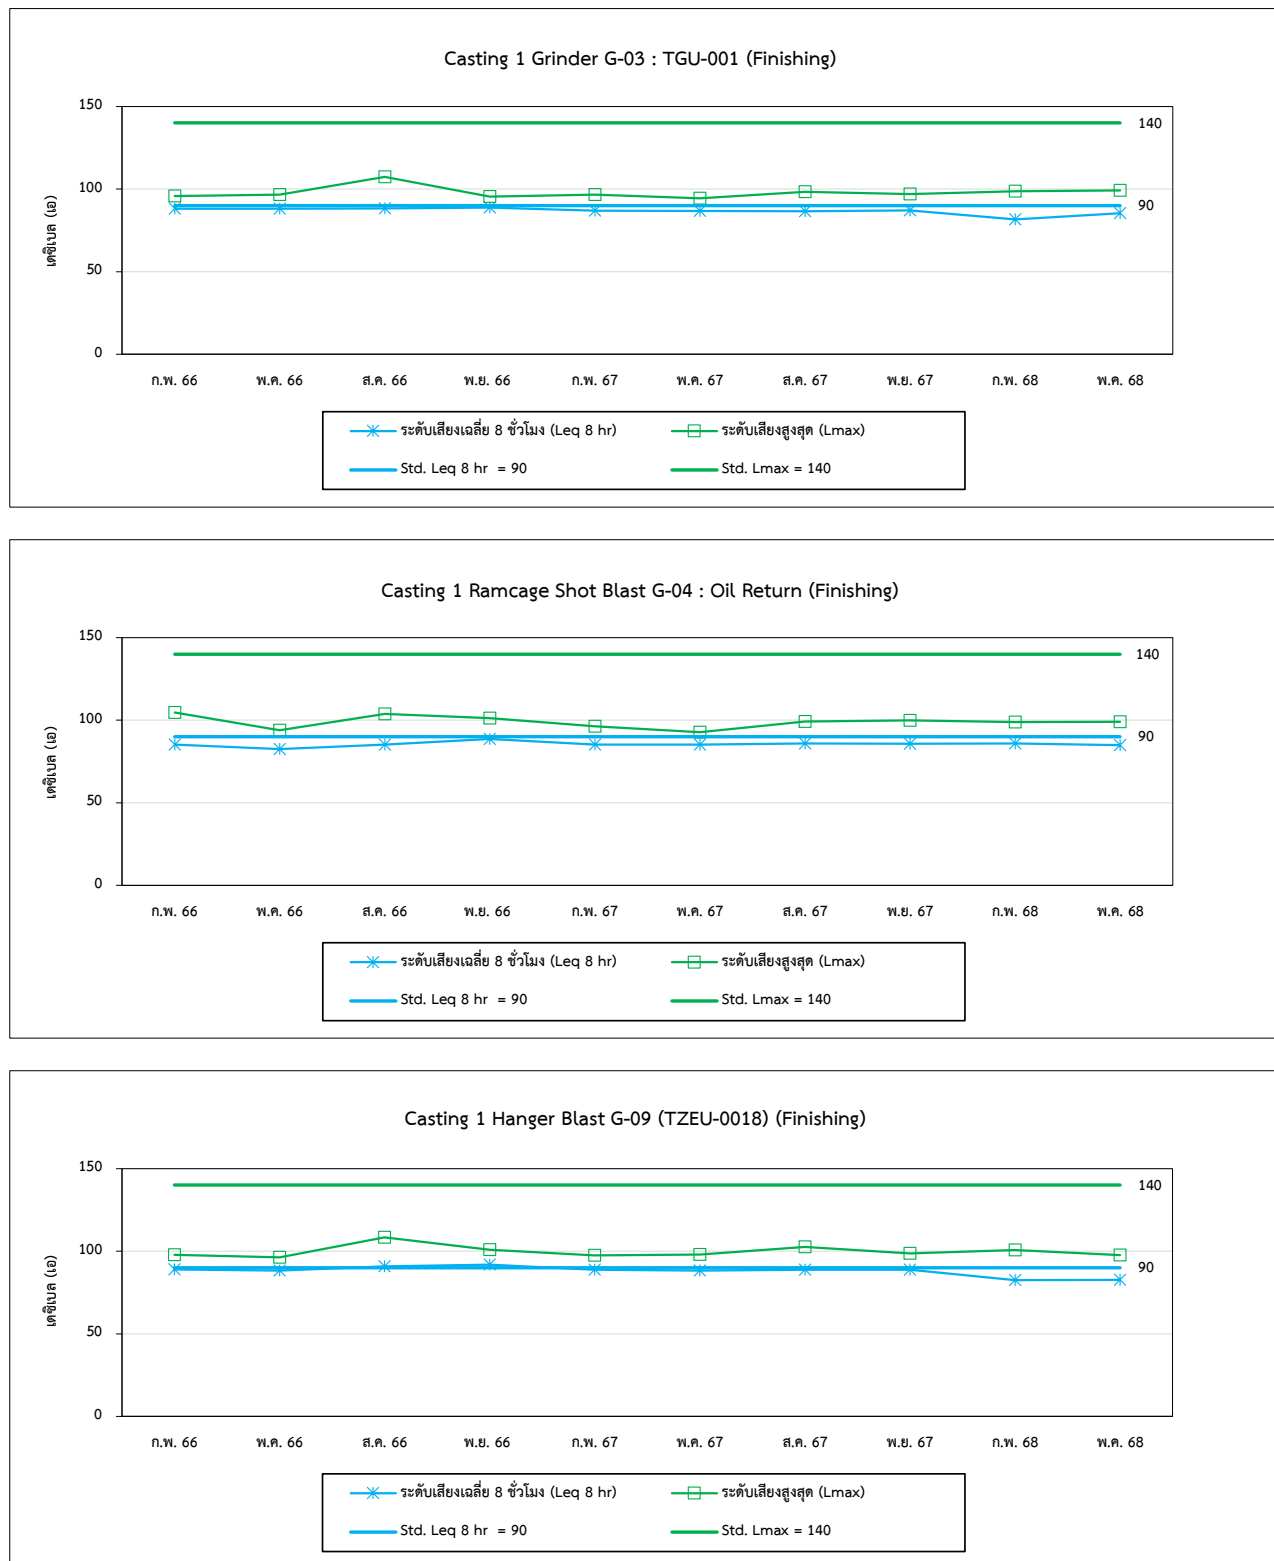 Casting 1 Grinder G-03 : TGU-001 (Finishing)
150
140
100
90
50
0
เดซิเบล (เอ)
ก.พ. 66 พ.ค. 66 ส.ค. 66 พ.ย. 66 ก.พ. 67 พ.ค. 67 ส.ค. 67 พ.ย. 67 ก.พ. 68 พ.ค. 68
ระดับเสียงเฉลี่ย 8 ชั่วโมง (Leq 8 hr) ระดับเสียงสูงสุด (Lmax)
Std. Leq 8 hr = 90 Std. Lmax = 140
Casting 1 Ramcage Shot Blast G-04 : Oil Return (Finishing)
150
140
100
90
50
0
เดซิเบล (เอ)
ก.พ. 66 พ.ค. 66 ส.ค. 66 พ.ย. 66 ก.พ. 67 พ.ค. 67 ส.ค. 67 พ.ย. 67 ก.พ. 68 พ.ค. 68
ระดับเสียงเฉลี่ย 8 ชั่วโมง (Leq 8 hr) ระดับเสียงสูงสุด (Lmax)
Std. Leq 8 hr = 90 Std. Lmax = 140
Casting 1 Hanger Blast G-09 (TZEU-0018) (Finishing)
150
140
100
90
50
0
เดซิเบล (เอ)
ก.พ. 66 พ.ค. 66 ส.ค. 66 พ.ย. 66 ก.พ. 67 พ.ค. 67 ส.ค. 67 พ.ย. 67 ก.พ. 68 พ.ค. 68
ระดับเสียงเฉลี่ย 8 ชั่วโมง (Leq 8 hr) ระดับเสียงสูงสุด (Lmax)
Std. Leq 8 hr = 90 Std. Lmax = 140